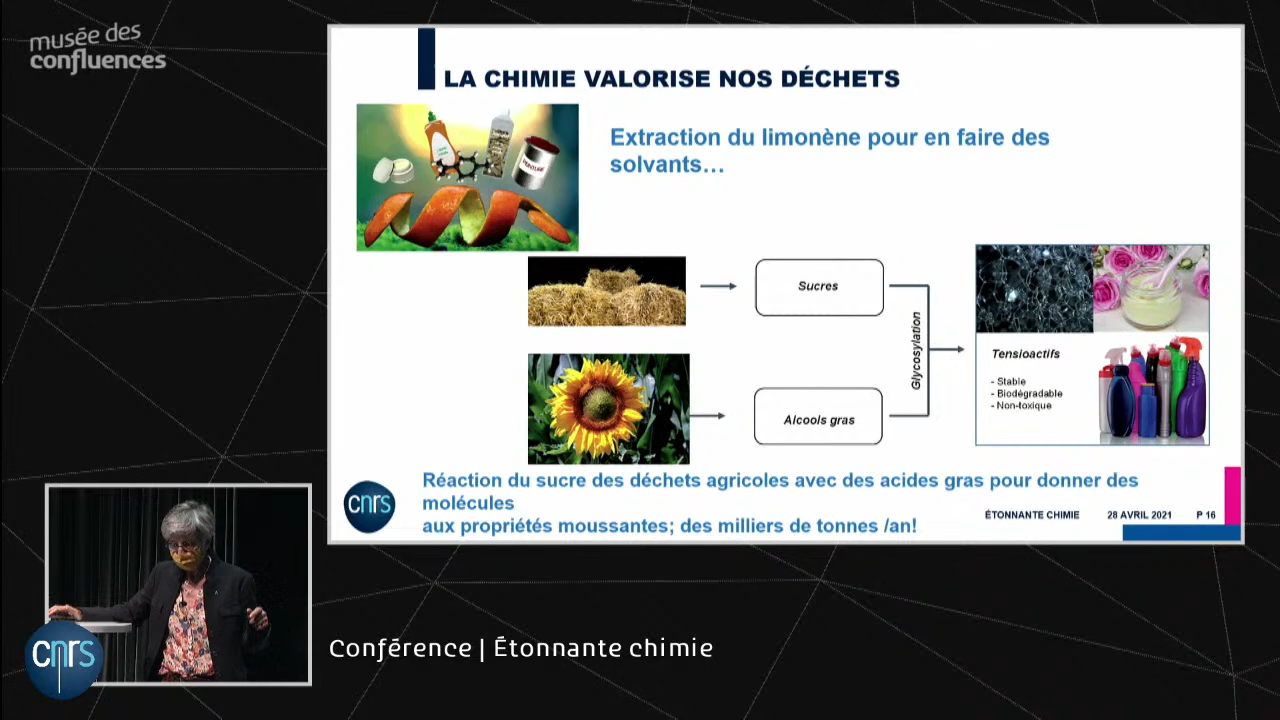 musée des
confluences
LA CHIMIE VALORISE NOS DÉCHETS
PEINTURE
Extraction du limonène pour en faire des
solvants…
Sucres
Glycosylation
Alcools gras
Tensioactifs
- Stable
- Biodégradable
- Non-toxique
Réaction du sucre des déchets agricoles avec des acides gras pour donner des
molécules
aux propriétés moussantes; des milliers de tonnes /an!
cnrs
ÉTONNANTE CHIMIE 28 AVRIL 2021 P 16
cnrs
Conférence | Étonnante chimie